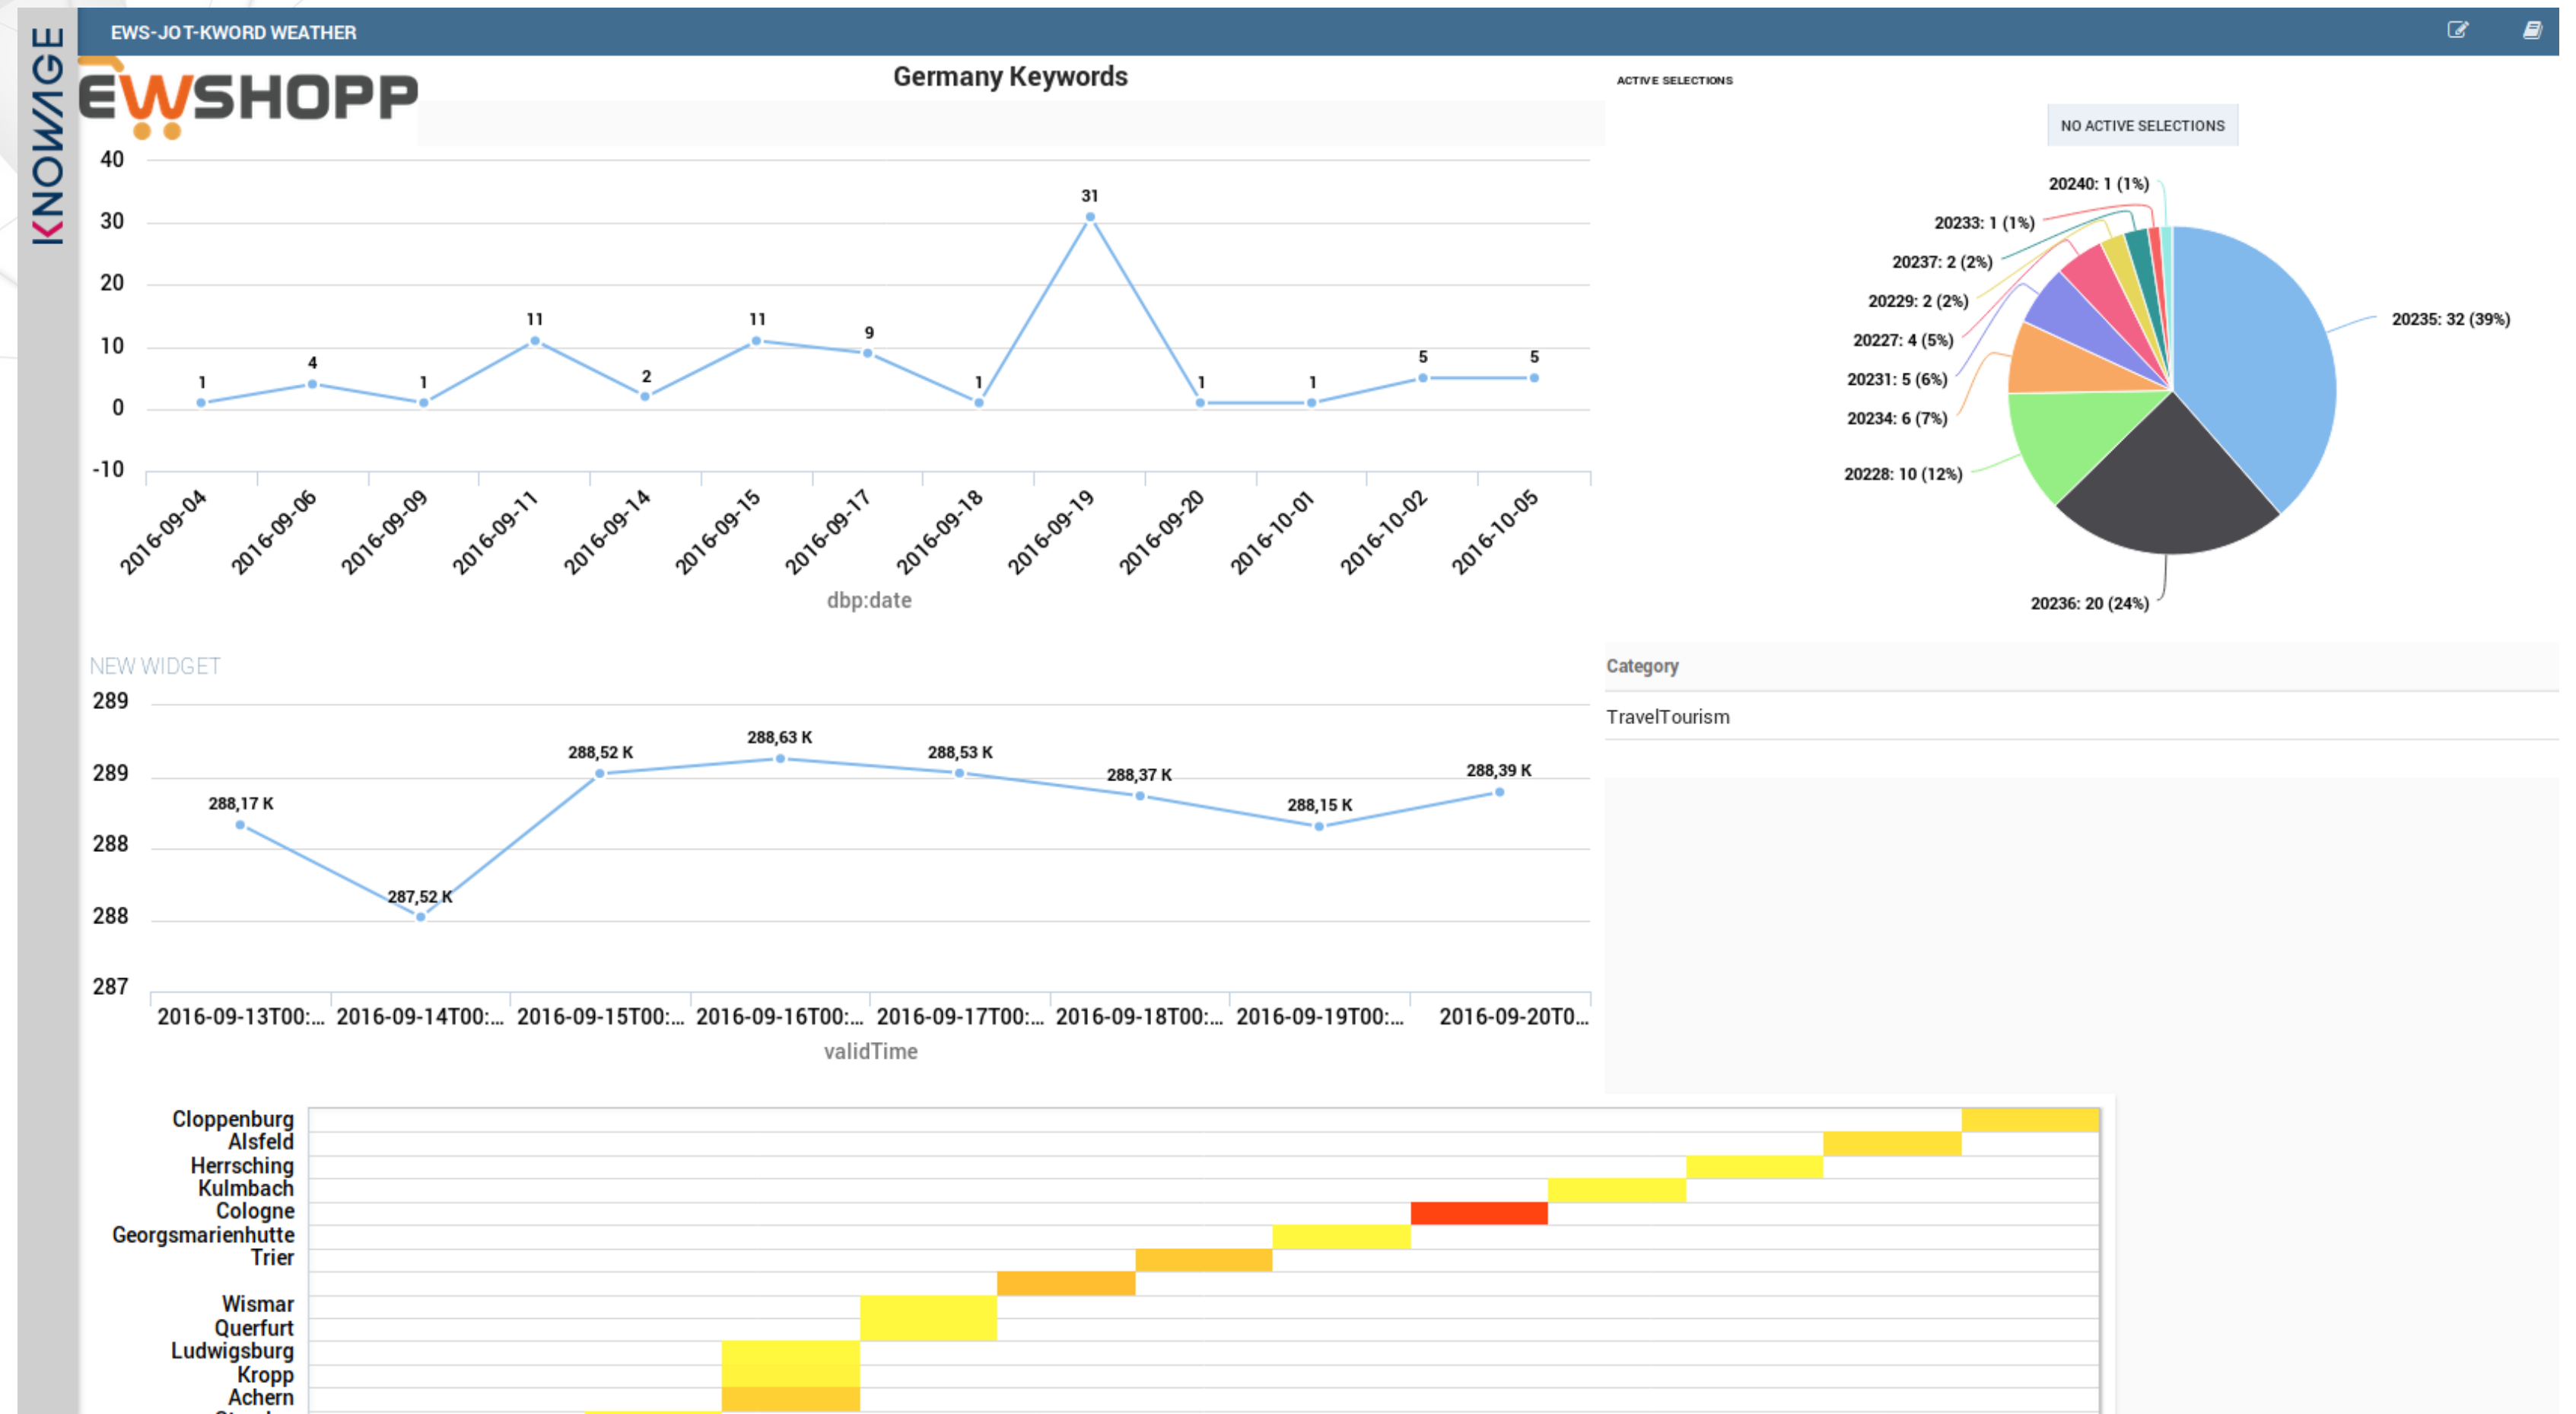 KNOWAGE
EWS-JOT-KWORD WEATHER
EWSHOPP
Germany Keywords
40
30
20
10
0
-10
1
4
1
11
2
11
9
1
31
1
1
5
5
2016-09-04
2016-09-06
2016-09-09
2016-09-11
2016-09-14
2016-09-15
2016-09-17
2016-09-18
2016-09-19
2016-09-20
2016-10-01
2016-10-02
2016-10-05
dbp:date
ACTIVE SELECTIONS
NO ACTIVE SELECTIONS
20240: 1 (1%)
20233: 1 (1%)
20237: 2 (2%)
20229: 2 (2%)
20227: 4 (5%)
20231: 5 (6%)
20234: 6 (7%)
20228: 10 (12%)
20235: 32 (39%)
20236: 20 (24%)
NEW WIDGET
289
289
288
288
287
288,17 K
287,52 K
288,52 K
288,63 K
288,53 K
288,37 K
288,15 K
288,39 K
2016-09-13T00:...
2016-09-14T00:...
2016-09-15T00:...
2016-09-16T00:...
2016-09-17T00:...
2016-09-18T00:...
2016-09-19T00:...
2016-09-20T0...
validTime
Category
TravelTourism
Cloppenburg
Alsfeld
Herrsching
Kulmbach
Cologne
Georgsmarienhutte
Trier
Wismar
Querfurt
Ludwigsburg
Kropp
Achern